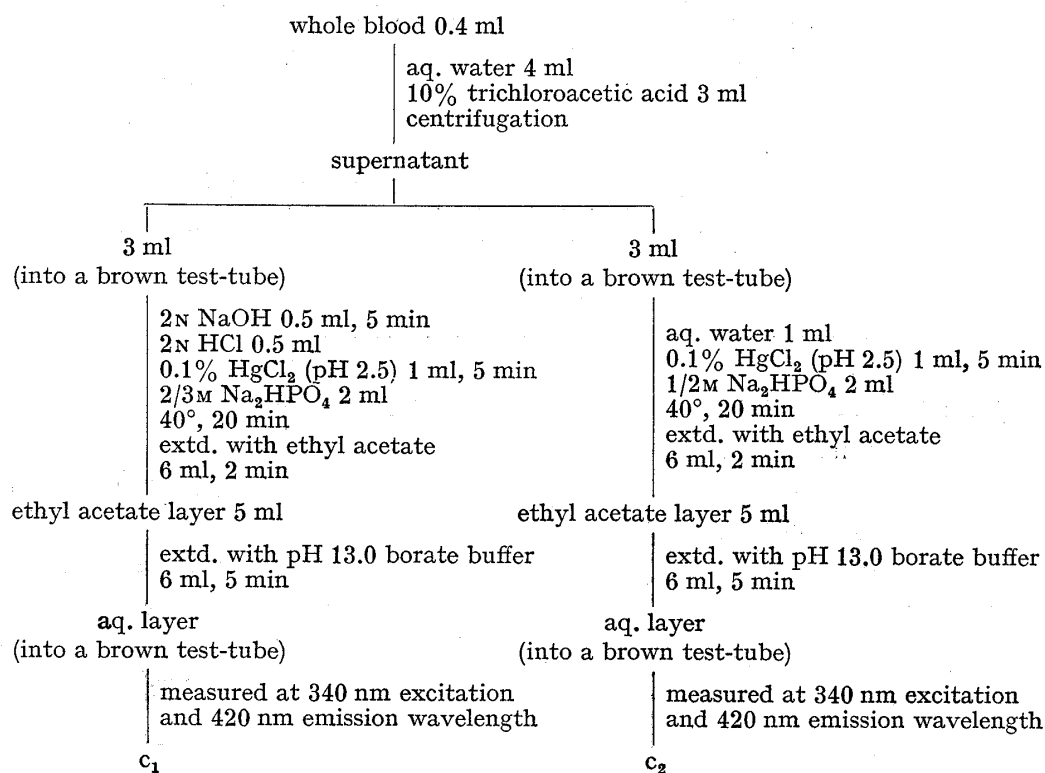 whole blood 0.4 ml
aq. water 4 ml
10% trichloroacetic acid 3 ml
centrifugation
supernatant
3 ml
(into a brown test-tube)
2N NaOH 0.5 ml, 5 min
2N HCl 0.5 ml
0.1% HgCl₂ (pH 2.5) 1 ml, 5 min
2/3M Na₂HPO₄ 2 ml
40°, 20 min
extd. with ethyl acetate
6 ml, 2 min
ethyl acetate layer 5 ml
extd. with pH 13.0 borate buffer
6 ml, 5 min
aq. layer
(into a brown test-tube)
measured at 340 nm excitation
and 420 nm emission wavelength
c₁
3 ml
(into a brown test-tube)
aq. water 1 ml
0.1% HgCl₂ (pH 2.5) 1 ml, 5 min
1/2M Na₂HPO₄ 2 ml
40°, 20 min
extd. with ethyl acetate
6 ml, 2 min
ethyl acetate layer 5 ml
extd. with pH 13.0 borate buffer
6 ml, 5 min
aq. layer
(into a brown test-tube)
measured at 340 nm excitation
and 420 nm emission wavelength
c₂